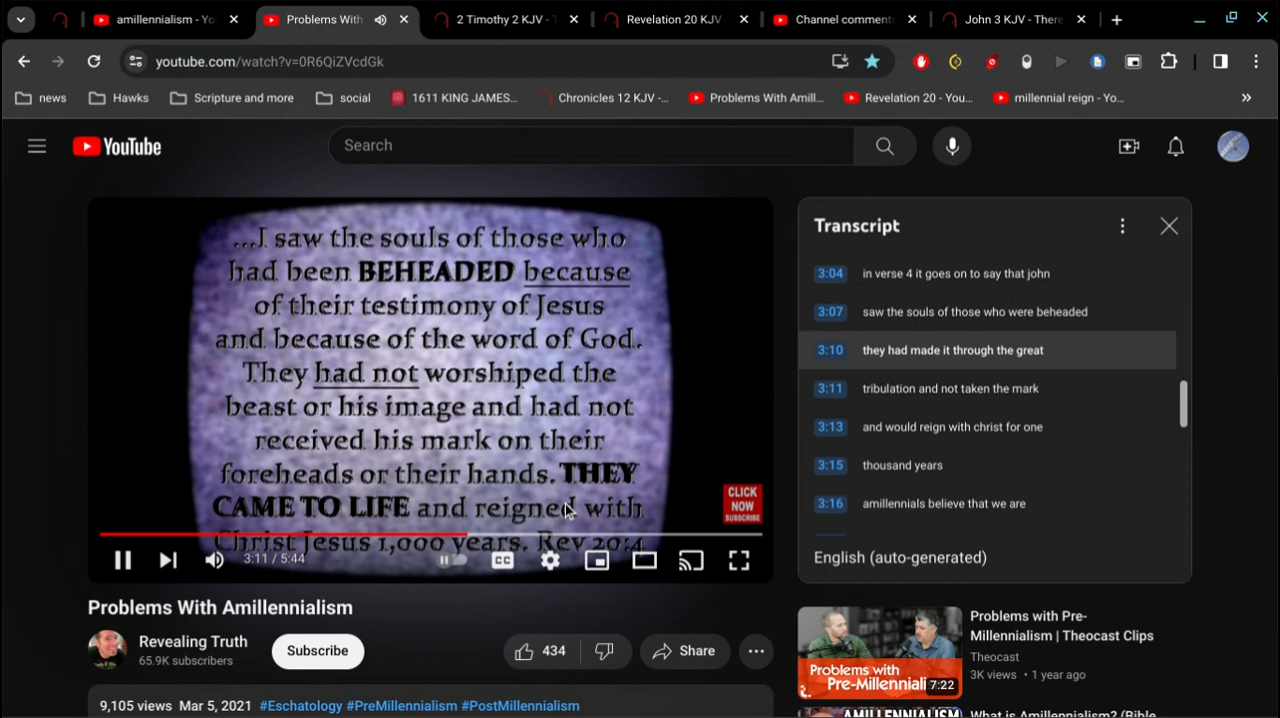 amillennialism - Yo
Problems With
2 Timothy 2 KJV -
Revelation 20 KJV
Channel comment
John 3 KJV - There
youtube.com/watch?v=0R6QiZVcdGk
news
Hawks
Scripture and more
social
1611 KING JAMES...
Chronicles 12 KJV -...
Problems With Amill...
Revelation 20 - You...
millennial reign - Yo...
»
YouTube
Search
...I saw the souls of those who
had been BEHEADED because
of their testimony of Jesus
and because of the word of God.
They had not worshiped the
beast or his image and had not
received his mark on their
foreheads or their hands. THEY
CAME TO LIFE and reigned with
Christ Jesus 1,000 years. Rev 20:4
CLICK
NOW
SUBSCRIBE
3:11 / 5:44
CC
Transcript
3:04 in verse 4 it goes on to say that john
3:07 saw the souls of those who were beheaded
3:10 they had made it through the great
3:11 tribulation and not taken the mark
3:13 and would reign with christ for one
3:15 thousand years
3:16 amillennials believe that we are
English (auto-generated)
Problems With Amillennialism
Revealing Truth
65.9K subscribers
Subscribe
434
Share
9,105 views Mar 5, 2021 #Eschatology #PreMillennialism #PostMillennialism
Problems with
Pre-Millenniali
7:22
Problems with Pre-
Millennialism | Theocast Clips
Theocast
3K views • 1 year ago
AMILLENNIALISM
What is Amillennialism? (Bible